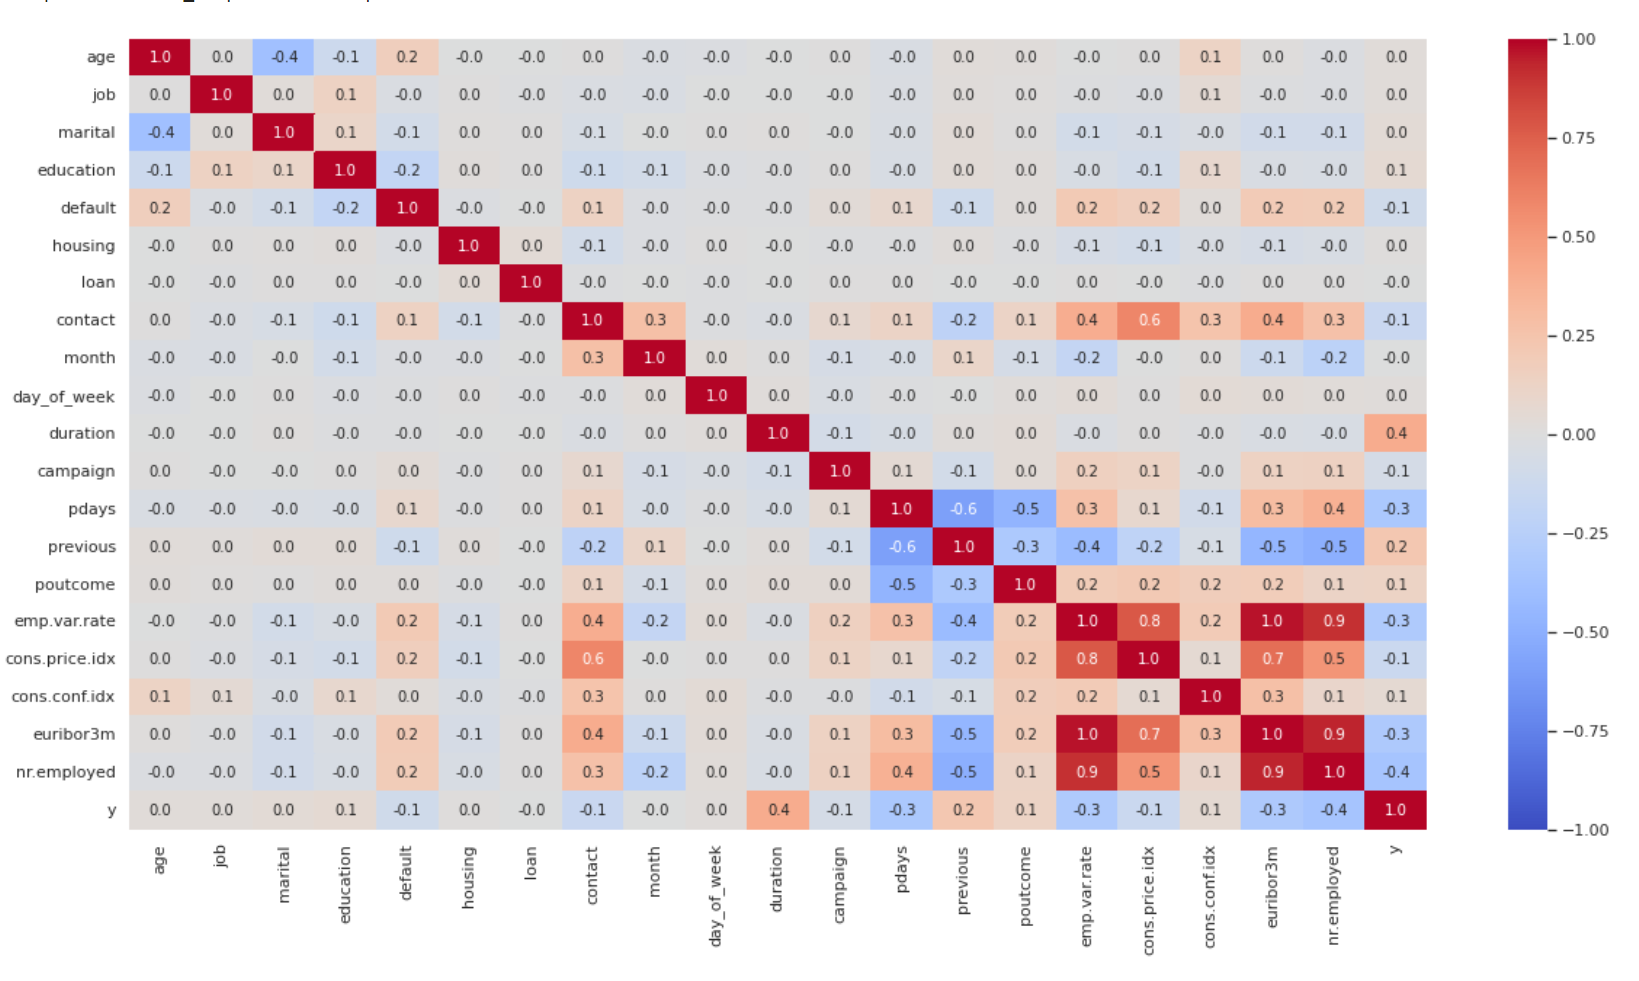 age 1.0 0.0 -0.4 -0.1 0.2 -0.0 -0.0 0.0 -0.0 -0.0 -0.0 0.0 -0.0 0.0 0.0 -0.0 0.0 0.1 0.0 -0.0 0.0
job 0.0 1.0 0.0 0.1 -0.0 0.0 -0.0 -0.0 -0.0 -0.0 -0.0 -0.0 -0.0 0.0 0.0 -0.0 -0.0 0.1 -0.0 -0.0 0.0
marital -0.4 0.0 1.0 0.1 -0.1 0.0 0.0 -0.1 -0.0 0.0 0.0 -0.0 -0.0 0.0 0.0 -0.1 -0.1 -0.0 -0.1 -0.1 0.0
education -0.1 0.1 0.1 1.0 -0.2 0.0 0.0 -0.1 -0.1 -0.0 -0.0 0.0 -0.0 0.0 0.0 -0.0 -0.1 0.1 -0.0 -0.0 0.1
default 0.2 -0.0 -0.1 -0.2 1.0 -0.0 -0.0 0.1 -0.0 -0.0 -0.0 0.0 0.1 -0.1 0.0 0.2 0.2 0.0 0.2 0.2 -0.1
housing -0.0 0.0 0.0 0.0 -0.0 1.0 0.0 -0.1 -0.0 0.0 -0.0 -0.0 -0.0 0.0 -0.0 -0.1 -0.1 -0.0 -0.1 -0.0 0.0
loan -0.0 -0.0 0.0 0.0 -0.0 0.0 1.0 -0.0 -0.0 -0.0 -0.0 0.0 0.0 -0.0 -0.0 0.0 -0.0 -0.0 0.0 0.0 -0.0
contact 0.0 -0.0 -0.1 -0.1 0.1 -0.1 -0.0 1.0 0.3 -0.0 -0.0 0.1 0.1 -0.2 0.1 0.4 0.6 0.3 0.4 0.3 -0.1
month -0.0 -0.0 -0.0 -0.1 -0.0 -0.0 -0.0 0.3 1.0 0.0 0.0 -0.1 -0.0 0.1 -0.1 -0.2 -0.0 0.0 -0.1 -0.2 -0.0
day_of_week -0.0 -0.0 0.0 -0.0 -0.0 0.0 -0.0 -0.0 0.0 1.0 0.0 -0.0 -0.0 -0.0 0.0 0.0 0.0 0.0 0.0 0.0 0.0
duration -0.0 -0.0 0.0 -0.0 -0.0 -0.0 -0.0 -0.0 0.0 0.0 1.0 -0.1 -0.0 0.0 0.0 -0.0 0.0 -0.0 -0.0 -0.0 0.4
campaign 0.0 -0.0 -0.0 0.0 0.0 -0.0 0.0 0.1 -0.1 -0.0 -0.1 1.0 0.1 -0.1 0.0 0.2 0.1 -0.0 0.1 0.1 -0.1
pdays -0.0 -0.0 -0.0 -0.0 0.1 -0.0 0.0 0.1 -0.0 -0.0 -0.0 0.1 1.0 -0.6 -0.5 0.3 0.1 -0.1 0.3 0.4 -0.3
previous 0.0 0.0 0.0 0.0 -0.1 0.0 -0.0 -0.2 0.1 -0.0 0.0 -0.1 -0.6 1.0 -0.3 -0.4 -0.2 -0.1 -0.5 -0.5 0.2
poutcome 0.0 0.0 0.0 0.0 0.0 -0.0 -0.0 0.1 -0.1 0.0 0.0 0.0 -0.5 -0.3 1.0 0.2 0.2 0.2 0.2 0.1 0.1
emp.var.rate -0.0 -0.0 -0.1 -0.0 0.2 -0.1 0.0 0.4 -0.2 0.0 -0.0 0.2 0.3 -0.4 0.2 1.0 0.8 0.2 1.0 0.9 -0.3
cons.price.idx 0.0 -0.0 -0.1 -0.1 0.2 -0.1 -0.0 0.6 -0.0 0.0 0.0 0.1 0.1 -0.2 0.2 0.8 1.0 0.1 0.7 0.5 -0.1
cons.conf.idx 0.1 0.1 -0.0 0.1 0.0 -0.0 -0.0 0.3 0.0 0.0 -0.0 -0.0 -0.1 -0.1 0.2 0.2 0.1 1.0 0.3 0.1 0.1
euribor3m 0.0 -0.0 -0.1 -0.0 0.2 -0.1 0.0 0.4 -0.1 0.0 -0.0 0.1 0.3 -0.5 0.2 1.0 0.7 0.3 1.0 0.9 -0.3
nr.employed -0.0 -0.0 -0.1 -0.0 0.2 -0.0 0.0 0.3 -0.2 0.0 -0.0 0.1 0.4 -0.5 0.1 0.9 0.5 0.1 0.9 1.0 -0.4
y 0.0 0.0 0.0 0.1 -0.1 0.0 -0.0 -0.1 -0.0 0.0 0.4 -0.1 -0.3 0.2 0.1 -0.3 -0.1 0.1 -0.3 -0.4 1.0
age job marital education default housing loan contact month day_of_week duration campaign pdays previous poutcome emp.var.rate cons.price.idx cons.conf.idx euribor3m nr.employed y
1.00
0.75
0.50
0.25
0.00
−0.25
−0.50
−0.75
−1.00